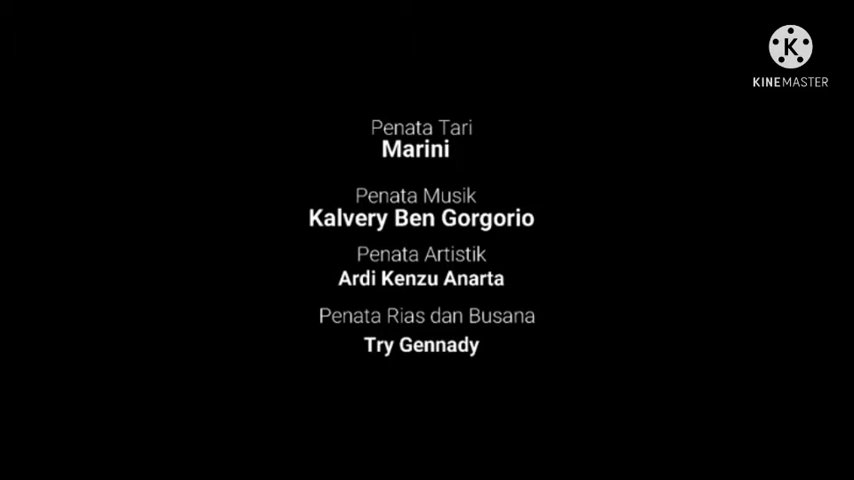 K
KINEMASTER
Penata Tari
Marini
Penata Musik
Kalvery Ben Gorgorio
Penata Artistik
Ardi Kenzu Anarta
Penata Rias dan Busana
Try Gennady